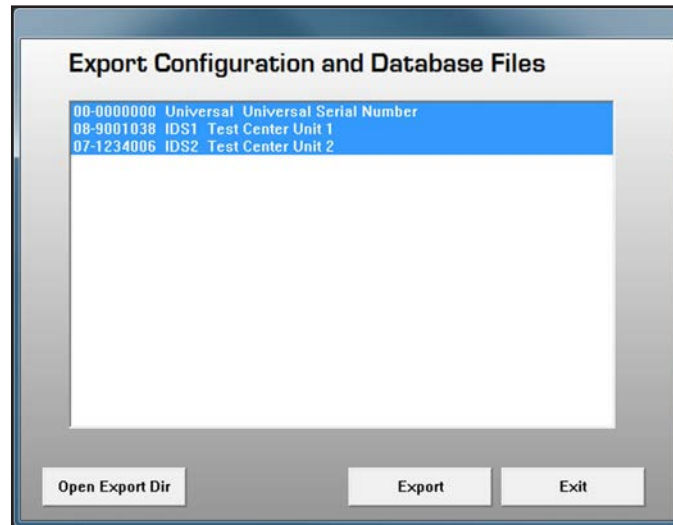 Export Configuration and Database Files
00-0000000 Universal Universal Serial Number
08-9001038 IDS1 Test Center Unit 1
07-1234006 IDS2 Test Center Unit 2
Open Export Dir
Export
Exit